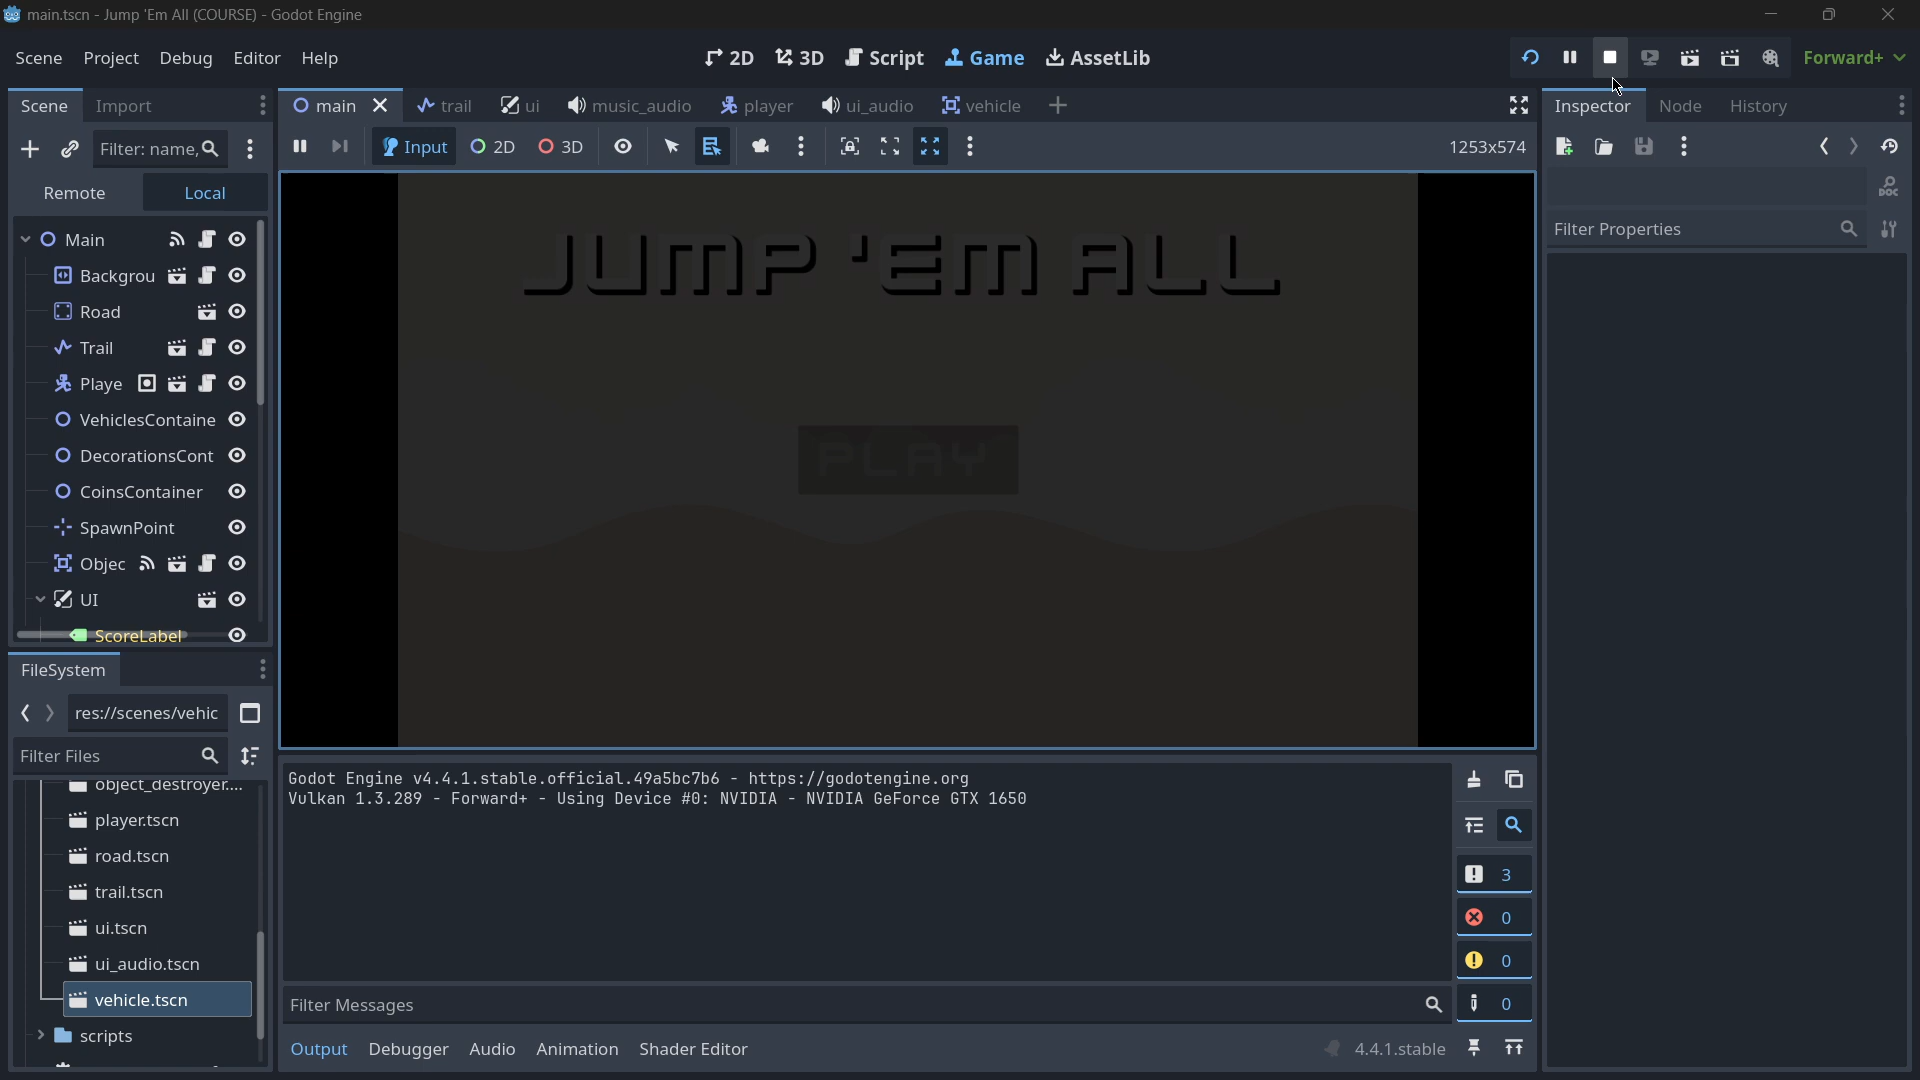 main.tscn - Jump 'Em All (COURSE) - Godot Engine
Scene Project Debug Editor Help
2D 3D Script Game AssetLib
Forward+
Scene Import
main trail ui music_audio player ui_audio vehicle
Inspector Node History
Filter: name,
Input 2D 3D
1253x574
Remote Local
Filter Properties
Main
Backgrou
Road
Trail
Playe
VehiclesContaine
DecorationsCont
CoinsContainer
SpawnPoint
Objec
UI
ScoreLabel
JUMP 'EM ALL
PLAY
FileSystem
res://scenes/vehic
Filter Files
object_destroyer....
player.tscn
road.tscn
trail.tscn
ui.tscn
ui_audio.tscn
vehicle.tscn
scripts
Godot Engine v4.4.1.stable.official.49a5bc7b6 - https://godotengine.org
Vulkan 1.3.289 - Forward+ - Using Device #0: NVIDIA - NVIDIA GeForce GTX 1650
3
0
0
0
Filter Messages
Output Debugger Audio Animation Shader Editor
4.4.1.stable
DOC